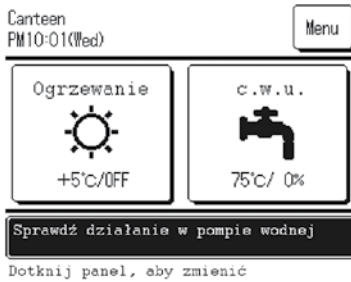 Canteen
PM10:01(Wed)
Menu
Ogrzewanie
c.w.u.
+5℃/OFF
75℃/ 0%
Sprawdź działanie w pompie wodnej
Dotknij panel, aby zmienić